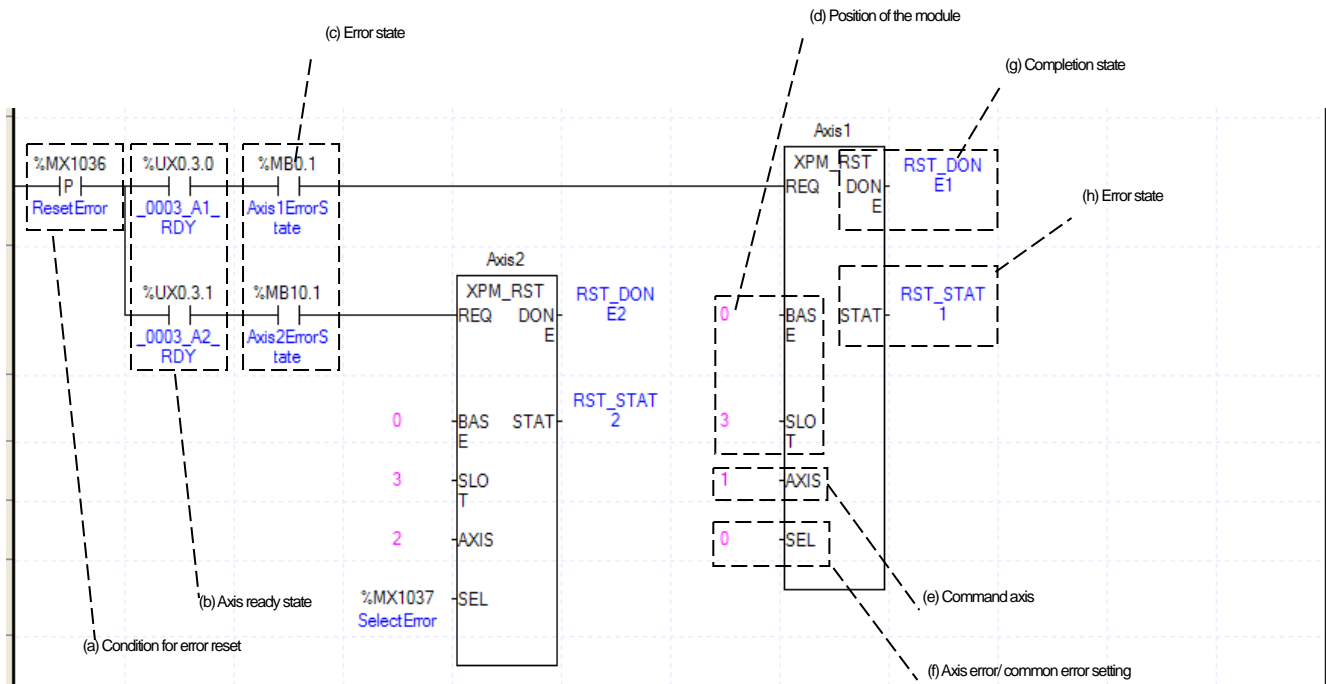 (d) Position of the module
(c) Error state
(g) Completion state
Axis1
%MX1036
%UX0.3.0
%MB0.1
XPM_RST
RST_DON
E1
P
REQ
DON
E
ResetError
_0003_A1_
RDY
Axis1ErrorS
tate
(h) Error state
Axis2
%UX0.3.1
%MB10.1
XPM_RST
RST_DON
E2
RST_STAT
1
REQ
DON
E
0
BAS
E
STAT
_0003_A2_
RDY
Axis2ErrorS
tate
RST_STAT
2
0
BAS
E
STAT
3
SLO
T
3
SLO
T
1
AXIS
2
AXIS
0
SEL
%MX1037
SEL
SelectError
(b) Axis ready state
(e) Command axis
(a) Condition for error reset
(f) Axis error/ common error setting